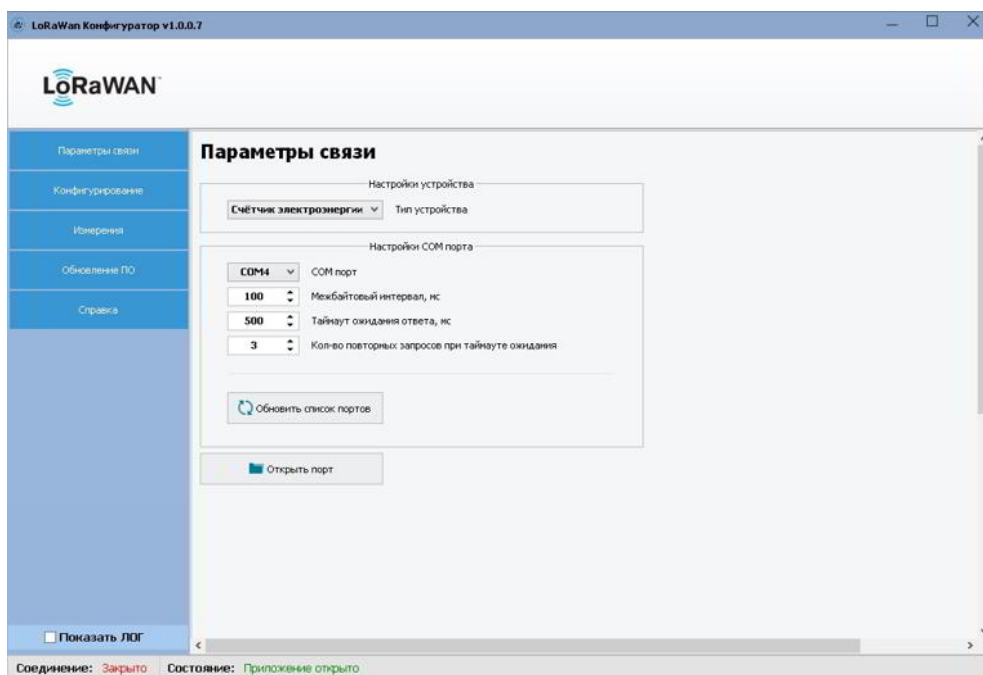 LoRaWan Конфигуратор v1.0.0.7
LoRaWAN
Параметры связи
Конфигурирование
Измерения
Обновление ПО
Справка
Показать ЛОГ
Параметры связи
Настройки устройства
Счётчик электроэнергии Тип устройства
Настройки COM порта
COM4 COM порт
100 Межбайтовый интервал, мс
500 Таймаут ожидания ответа, мс
3 Кол-во повторных запросов при таймауте ожидания
Обновить список портов
Открыть порт
Соединение: Закрыто Состояние: Приложение открыто